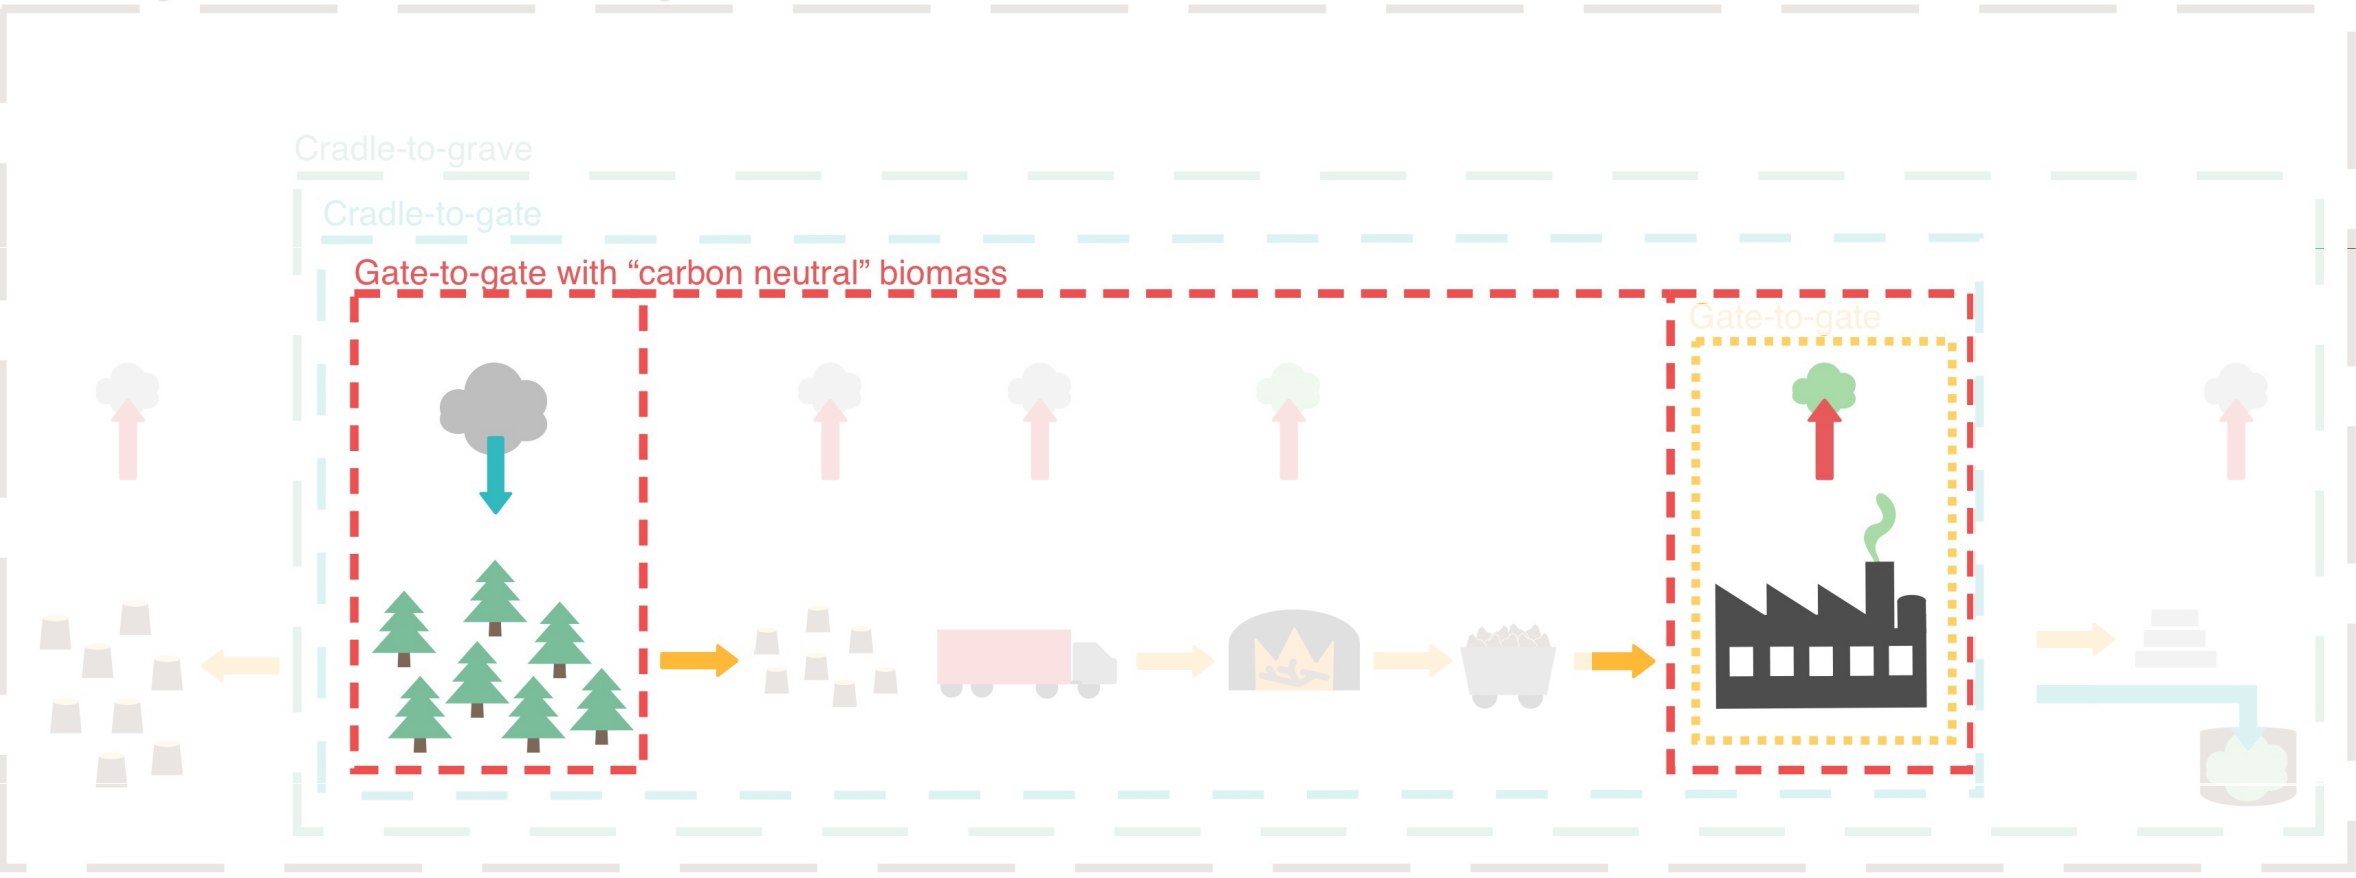 Cradle-to-grave
Cradle-to-gate
Gate-to-gate with “carbon neutral” biomass
Gate-to-gate